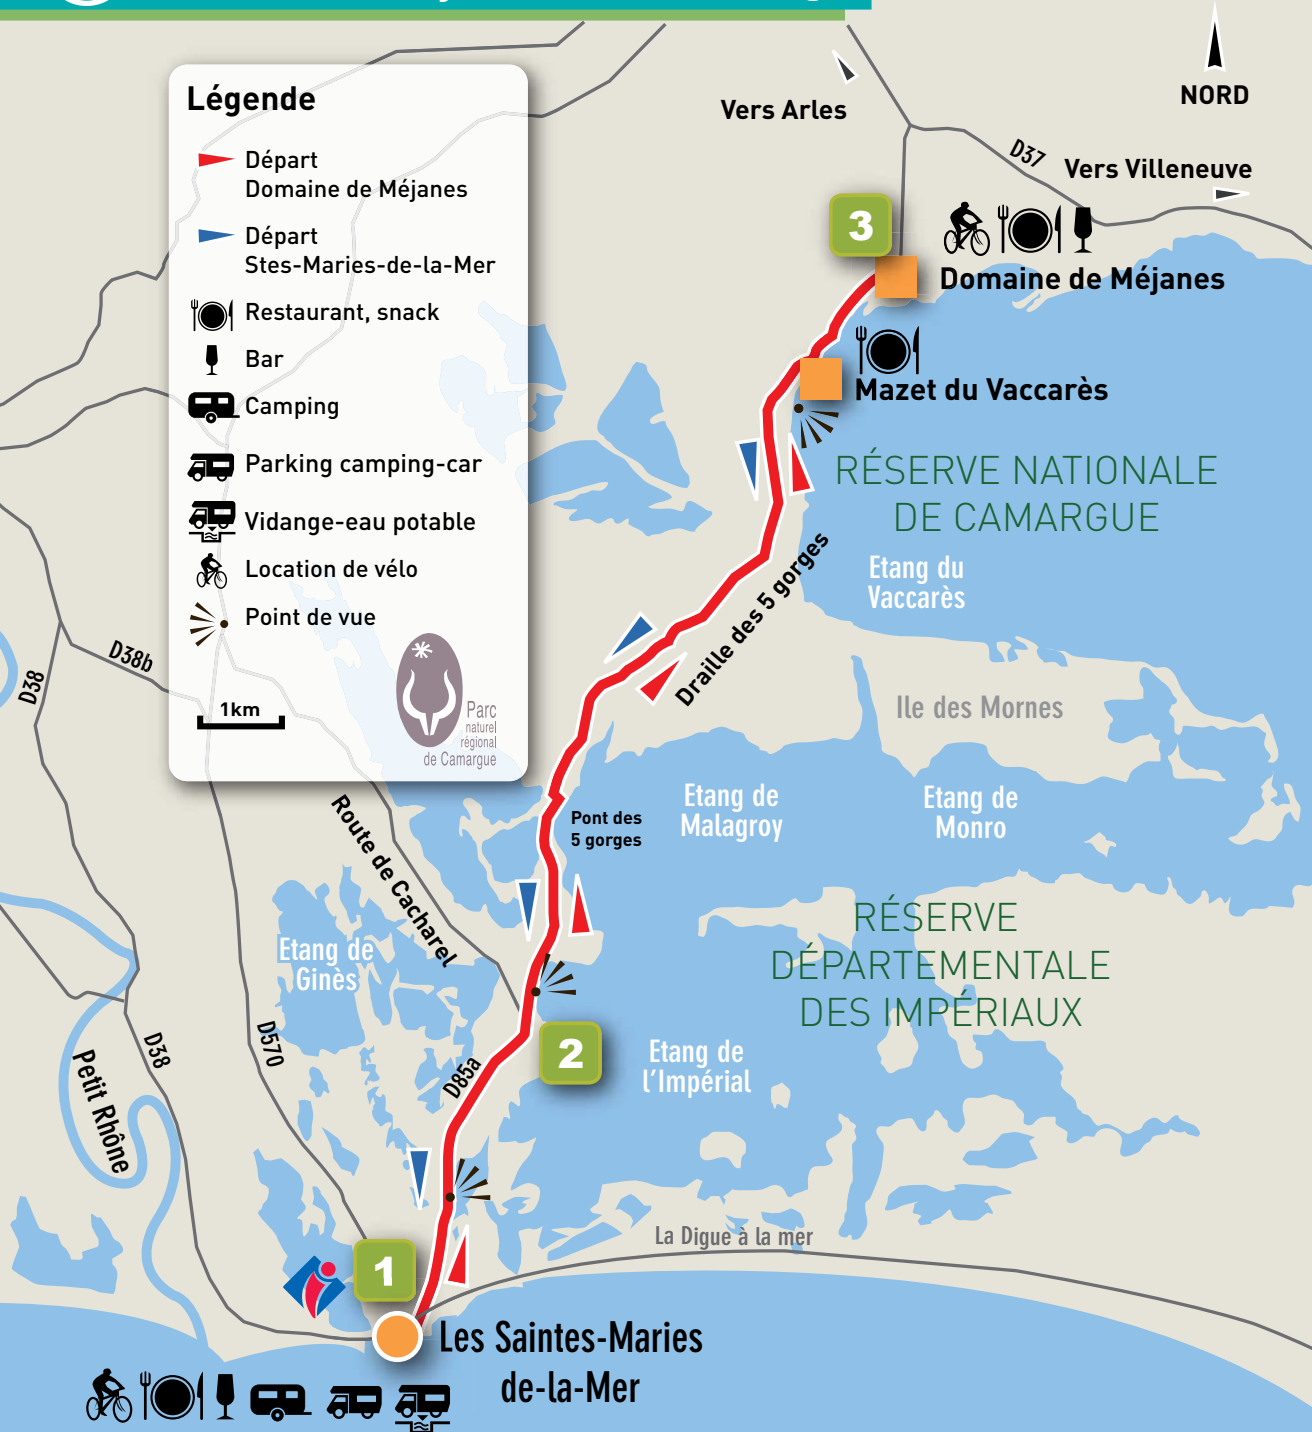 Légende
Départ
Domaine de Méjanes
Départ
Stes-Maries-de-la-Mer
Restaurant, snack
Bar
Camping
Parking camping-car
Vidange-eau potable
Location de vélo
Point de vue
1km
Parc
naturel
régional
de Camargue
NORD
Vers Arles
D37
Vers Villeneuve
3
Domaine de Méjanes
Mazet du Vaccarès
RÉSERVE NATIONALE
DE CAMARGUE
Etang du
Vaccarès
Draille des 5 gorges
Ile des Mornes
D38b
D38
Etang de
Malagroy
Etang de
Monro
Pont des
5 gorges
Route de Cacharel
RÉSERVE
DÉPARTEMENTALE
DES IMPÉRIAUX
Etang de
Ginès
2
Etang de
l'Impérial
D85a
D570
D38
Petit Rhône
La Digue à la mer
1
Les Saintes-Maries
de-la-Mer